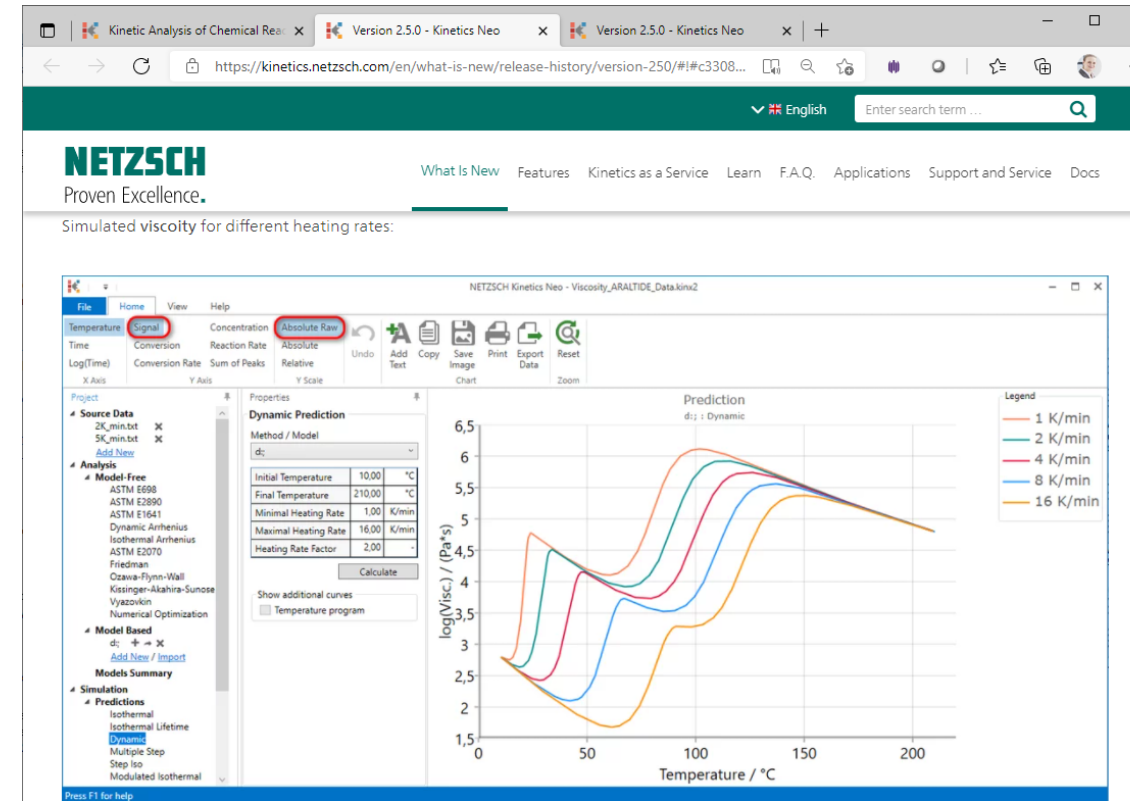 Kinetic Analysis of Chemical Reac
Version 2.5.0 - Kinetics Neo
Version 2.5.0 - Kinetics Neo
https://kinetics.netzsch.com/en/what-is-new/release-history/version-250/#!#c3308...
English
Enter search term ...
NETZSCH
Proven Excellence.
What Is New Features Kinetics as a Service Learn F.A.Q. Applications Support and Service Docs
Simulated viscoity for different heating rates:
NETZSCH Kinetics Neo - Viscosity_ARALTIDE_Data.kinx2
File Home View Help
Temperature Signal Concentration Absolute Raw
Time Conversion Reaction Rate Absolute
Log(Time) Conversion Rate Sum of Peaks Relative
X Axis Y Axis Y Scale
Undo
Add Text
Copy
Save Image
Print
Export Data
Reset
Chart
Zoom
Project
Source Data
2K_min.txt
5K_min.txt
Add New
Analysis
Model-Free
ASTM E698
ASTM E2890
ASTM E1641
Dynamic Arrhenius
Isothermal Arrhenius
ASTM E2070
Friedman
Ozawa-Flynn-Wall
Kissinger-Akahira-Sunose
Vyazovkin
Numerical Optimization
Model Based
d:;
Add New / Import
Models Summary
Simulation
Predictions
Isothermal
Isothermal Lifetime
Dynamic
Multiple Step
Step Iso
Modulated Isothermal
Properties
Dynamic Prediction
Method / Model
d:;
Initial Temperature 10,00 °C
Final Temperature 210,00 °C
Minimal Heating Rate 1,00 K/min
Maximal Heating Rate 16,00 K/min
Heating Rate Factor 2,00 -
Calculate
Show additional curves
Temperature program
Prediction
d:; : Dynamic
log(Visc.) / (Pa*s)
6,5
6
5,5
5
4,5
4
3,5
3
2,5
2
1,5
0 50 100 150 200
Temperature / °C
Legend
1 K/min
2 K/min
4 K/min
8 K/min
16 K/min
Press F1 for help